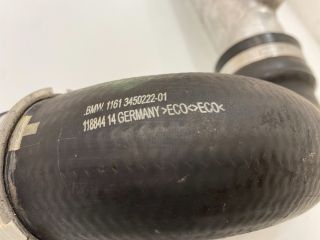 .BMW. 1161 3450222-01
118844 14 GERMANY >ECO<>ECO<